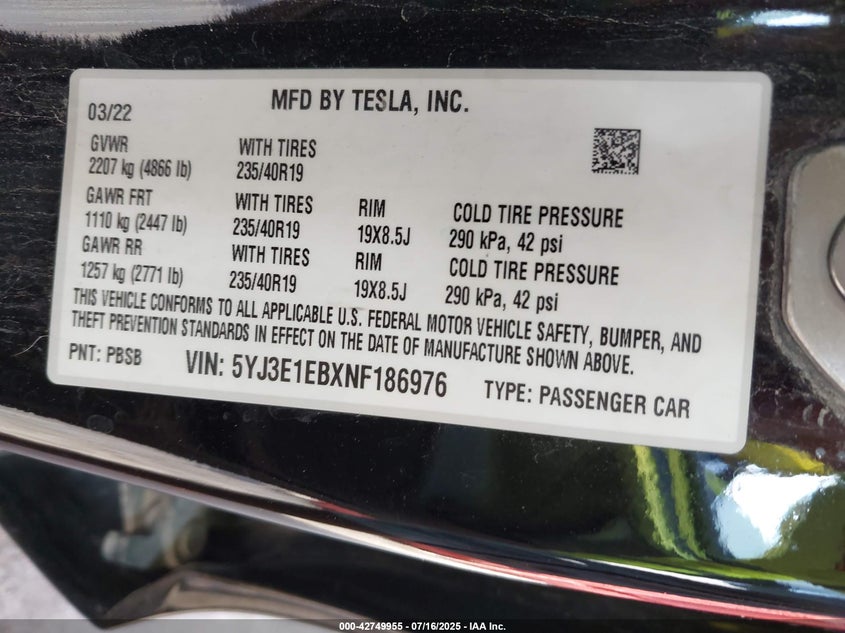 MFD BY TESLA, INC.
03/22
GVWR WITH TIRES
2207 kg (4866 lb) 235/40R19
GAWR FRT WITH TIRES RIM COLD TIRE PRESSURE
1110 kg (2447 lb) 235/40R19 19X8.5J 290 kPa, 42 psi
GAWR RR WITH TIRES RIM COLD TIRE PRESSURE
1257 kg (2771 lb) 235/40R19 19X8.5J 290 kPa, 42 psi
THIS VEHICLE CONFORMS TO ALL APPLICABLE U.S. FEDERAL MOTOR VEHICLE SAFETY, BUMPER, AND
THEFT PREVENTION STANDARDS IN EFFECT ON THE DATE OF MANUFACTURE SHOWN ABOVE.
PNT: PBSB VIN: 5YJ3E1EBXNF186976 TYPE: PASSENGER CAR
000-42749955 - 07/16/2025 - IAA Inc.